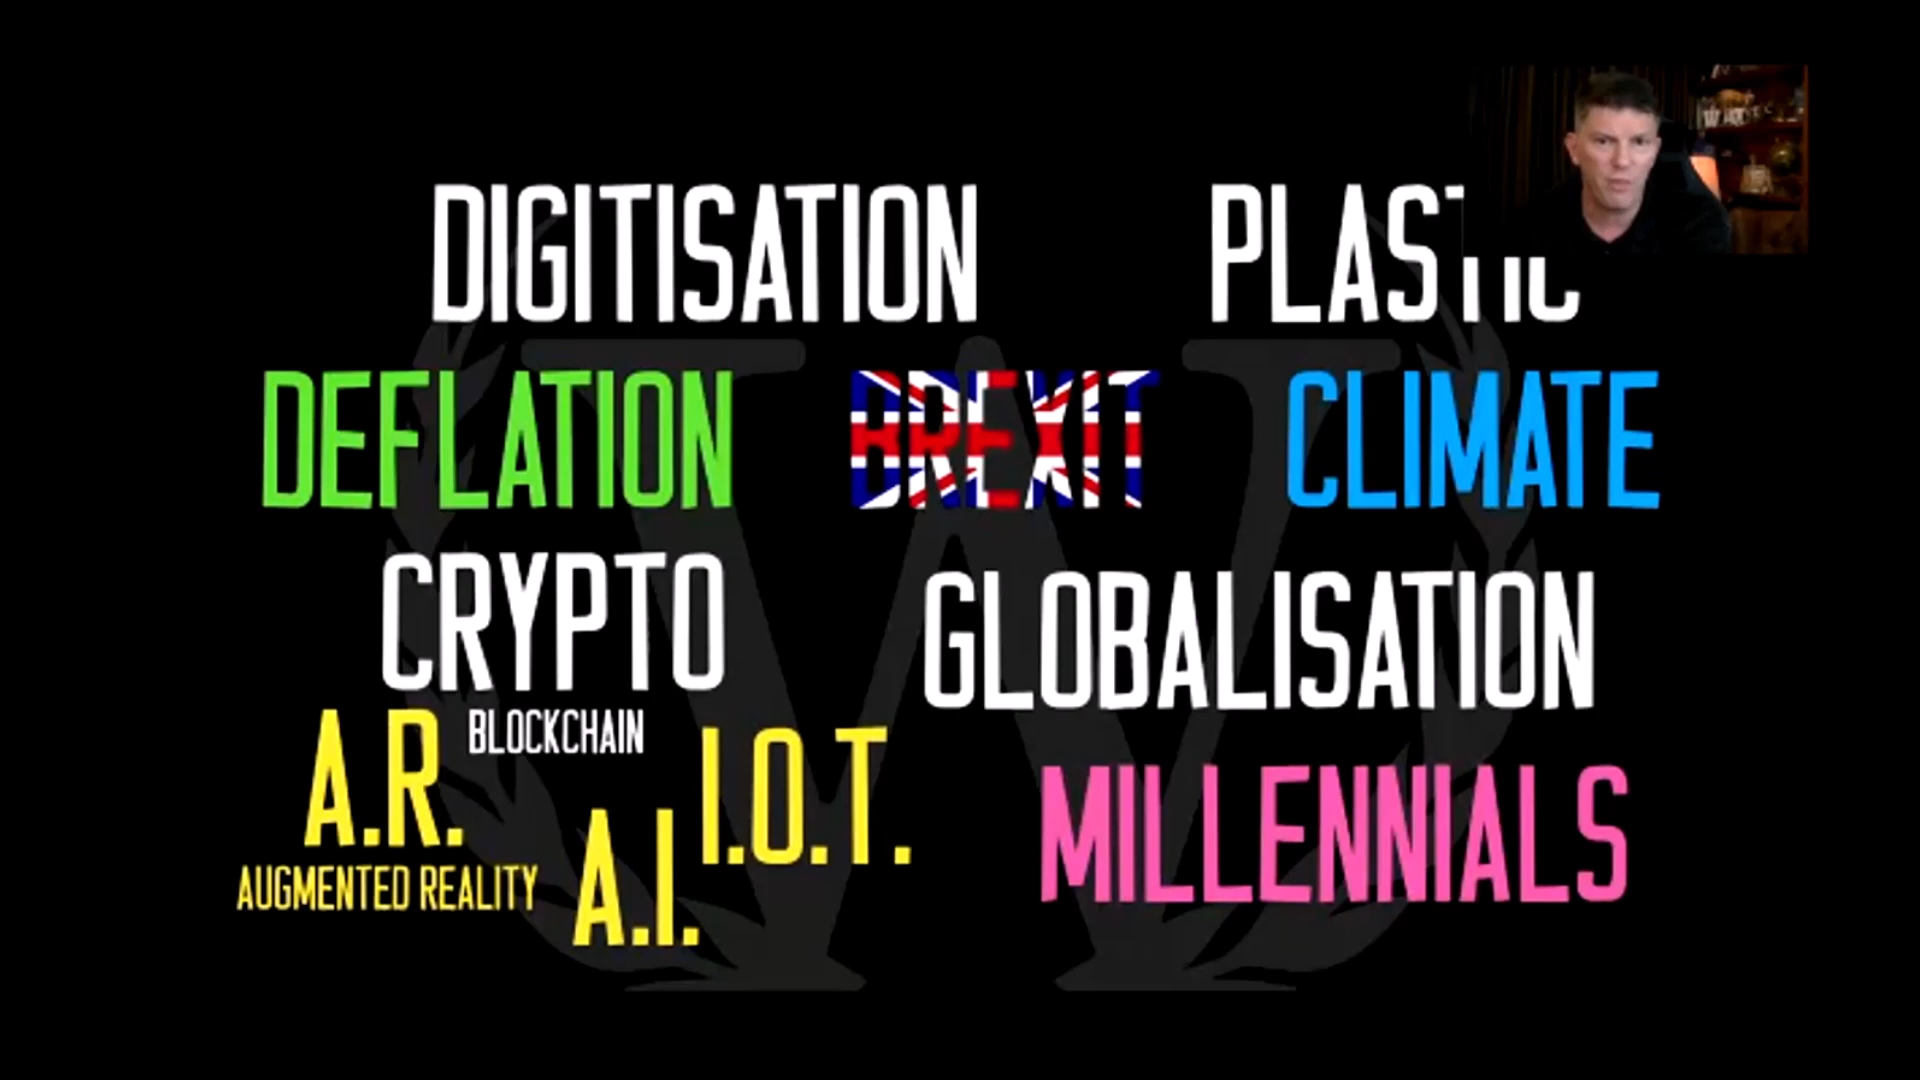 DIGITISATION
PLASTIC
DEFLATION
BREXIT
CLIMATE
CRYPTO
GLOBALISATION
BLOCKCHAIN
A.R.
I.O.T.
AUGMENTED REALITY
A.I.
MILLENNIALS